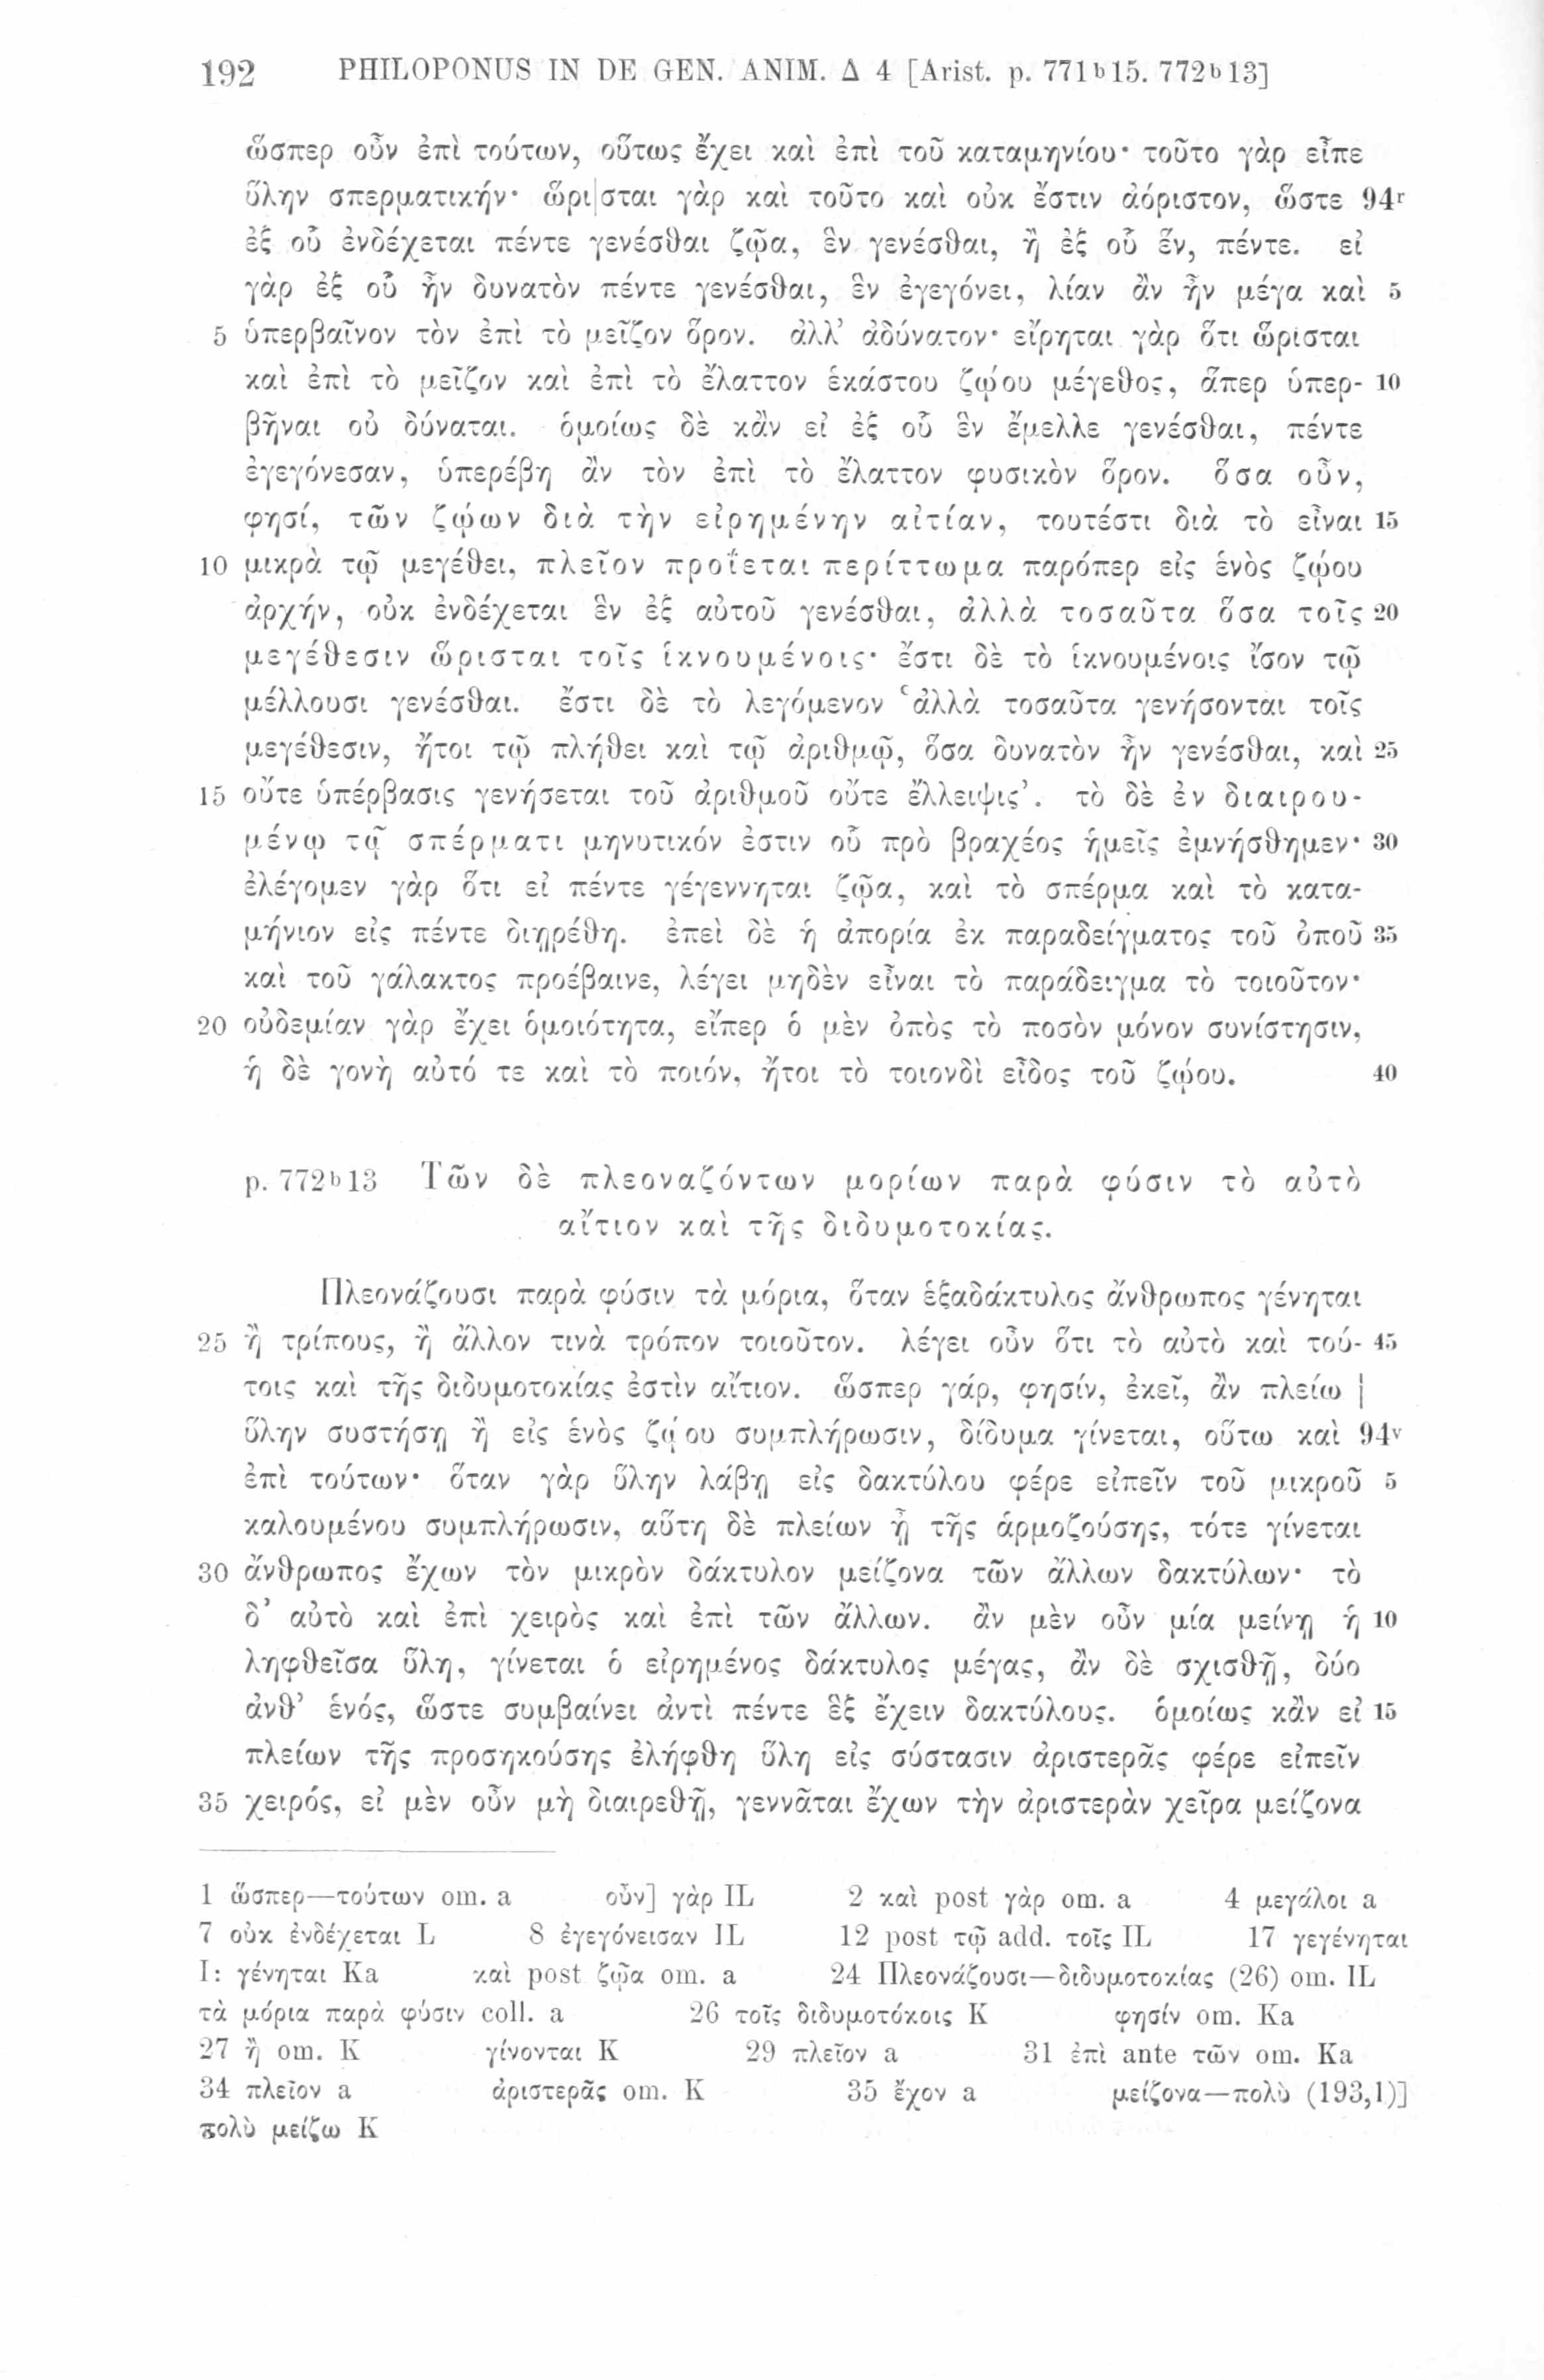 192 PHILOPONUS IN DE GEN. ANIM. Δ 4 [Arist. p. 771ᵇ15. 772ᵇ13]
ὥσπερ οὖν ἐπὶ τούτων, οὕτως ἔχει καὶ ἐπὶ τοῦ καταμηνίου· τοῦτο γὰρ εἶπε
ὕλην σπερματικήν· ὥρι|σται γὰρ καὶ τοῦτο καὶ οὐκ ἔστιν ἀόριστον, ὥστε 94ʳ
ἐξ οὗ ἐνδέχεται πέντε γενέσθαι ζῷα, ἓν γενέσθαι, ἢ ἐξ οὗ ἕν, πέντε. εἰ
γὰρ ἐξ οὗ ἦν δυνατὸν πέντε γενέσθαι, ἓν ἐγεγόνει, λίαν ἂν ἦν μέγα καὶ 5
5 ὑπερβαῖνον τὸν ἐπὶ τὸ μεῖζον ὅρον. ἀλλ' ἀδύνατον· εἴρηται γὰρ ὅτι ὥρισται
καὶ ἐπὶ τὸ μεῖζον καὶ ἐπὶ τὸ ἔλαττον ἑκάστου ζῴου μέγεθος, ἅπερ ὑπερ- 10
βῆναι οὐ δύναται. ὁμοίως δὲ κἂν εἰ ἐξ οὗ ἓν ἔμελλε γενέσθαι, πέντε
ἐγεγόνεσαν, ὑπερέβη ἂν τὸν ἐπὶ τὸ ἔλαττον φυσικὸν ὅρον. ὅσα οὖν,
φησί, τῶν ζῴων διὰ τὴν εἰρημένην αἰτίαν, τουτέστι διὰ τὸ εἶναι 15
10 μικρὰ τῷ μεγέθει, πλεῖον προΐεται περίττωμα παρόπερ εἰς ἑνὸς ζῴου
ἀρχήν, οὐκ ἐνδέχεται ἓν ἐξ αὐτοῦ γενέσθαι, ἀλλὰ τοσαῦτα ὅσα τοῖς 20
μεγέθεσιν ὥρισται τοῖς ἱκνουμένοις· ἔστι δὲ τὸ ἱκνουμένοις ἴσον τῷ
μέλλουσι γενέσθαι. ἔστι δὲ τὸ λεγόμενον ‘ἀλλὰ τοσαῦτα γενήσονται τοῖς
μεγέθεσιν, ἤτοι τῷ πλήθει καὶ τῷ ἀριθμῷ, ὅσα δυνατὸν ἦν γενέσθαι, καὶ 25
15 οὔτε ὑπέρβασις γενήσεται τοῦ ἀριθμοῦ οὔτε ἔλλειψις’. τὸ δὲ ἐν διαιρου-
μένῳ τῷ σπέρματι μηνυτικόν ἐστιν οὗ πρὸ βραχέος ἡμεῖς ἐμνήσθημεν· 30
ἐλέγομεν γὰρ ὅτι εἰ πέντε γέγεννηται ζῷα, καὶ τὸ σπέρμα καὶ τὸ κατα-
μήνιον εἰς πέντε διῃρέθη. ἐπεὶ δὲ ἡ ἀπορία ἐκ παραδείγματος τοῦ ὀποῦ 35
καὶ τοῦ γάλακτος προέβαινε, λέγει μηδὲν εἶναι τὸ παράδειγμα τὸ τοιοῦτον·
20 οὐδεμίαν γὰρ ἔχει ὁμοιότητα, εἴπερ ὁ μὲν ὀπὸς τὸ ποσὸν μόνον συνίστησιν,
ἡ δὲ γονὴ αὐτό τε καὶ τὸ ποιόν, ἤτοι τὸ τοιονδὶ εἶδος τοῦ ζῴου. 40
p. 772ᵇ13 Τῶν δὲ πλεοναζόντων μορίων παρὰ φύσιν τὸ αὐτὸ
αἴτιον καὶ τῆς διδυμοτοκίας.
Πλεονάζουσι παρὰ φύσιν τὰ μόρια, ὅταν ἑξαδάκτυλος ἄνθρωπος γένηται
25 ἢ τρίπους, ἢ ἄλλον τινὰ τρόπον τοιοῦτον. λέγει οὖν ὅτι τὸ αὐτὸ καὶ τού- 45
τοις καὶ τῆς διδυμοτοκίας ἐστὶν αἴτιον. ὥσπερ γάρ, φησίν, ἐκεῖ, ἂν πλείω |
ὕλην συστήσῃ ἢ εἰς ἑνὸς ζῴου συμπλήρωσιν, δίδυμα γίνεται, οὕτω καὶ 94ᵛ
ἐπὶ τούτων· ὅταν γὰρ ὕλην λάβῃ εἰς δακτύλου φέρε εἰπεῖν τοῦ μικροῦ 5
καλουμένου συμπλήρωσιν, αὕτη δὲ πλείων ᾖ τῆς ἁρμοζούσης, τότε γίνεται
30 ἄνθρωπος ἔχων τὸν μικρὸν δάκτυλον μείζονα τῶν ἄλλων δακτύλων· τὸ
δ' αὐτὸ καὶ ἐπὶ χειρὸς καὶ ἐπὶ τῶν ἄλλων. ἂν μὲν οὖν μία μείνῃ ἡ 10
ληφθεῖσα ὕλη, γίνεται ὁ εἰρημένος δάκτυλος μέγας, ἂν δὲ σχισθῇ, δύο
ἀνθ' ἑνός, ὥστε συμβαίνει ἀντὶ πέντε ἓξ ἔχειν δακτύλους. ὁμοίως κἂν εἰ 15
πλείων τῆς προσηκούσης ἐλήφθη ὕλη εἰς σύστασιν ἀριστερᾶς φέρε εἰπεῖν
35 χειρός, εἰ μὲν οὖν μὴ διαιρεθῇ, γεννᾶται ἔχων τὴν ἀριστερὰν χεῖρα μείζονα
1 ὥσπερ—τούτων om. a οὖν] γὰρ IL 2 καὶ post γὰρ om. a 4 μεγάλοι a
7 οὐκ ἐνδέχεται L 8 ἐγεγόνεισαν IL 12 post τῷ add. τοῖς IL 17 γεγένηται
I: γένηται Ka καὶ post ζῷα om. a 24 Πλεονάζουσι—διδυμοτοκίας (26) om. IL
τὰ μόρια παρὰ φύσιν coll. a 26 τοῖς διδυμοτόκοις K φησίν om. Ka
27 ἢ om. K γίνονται K 29 πλεῖον a 31 ἐπὶ ante τῶν om. Ka
34 πλεῖον a ἀριστερᾶς om. K 35 ἔχον a μείζονα—πολὺ (193,1)]
πολὺ μείζω K